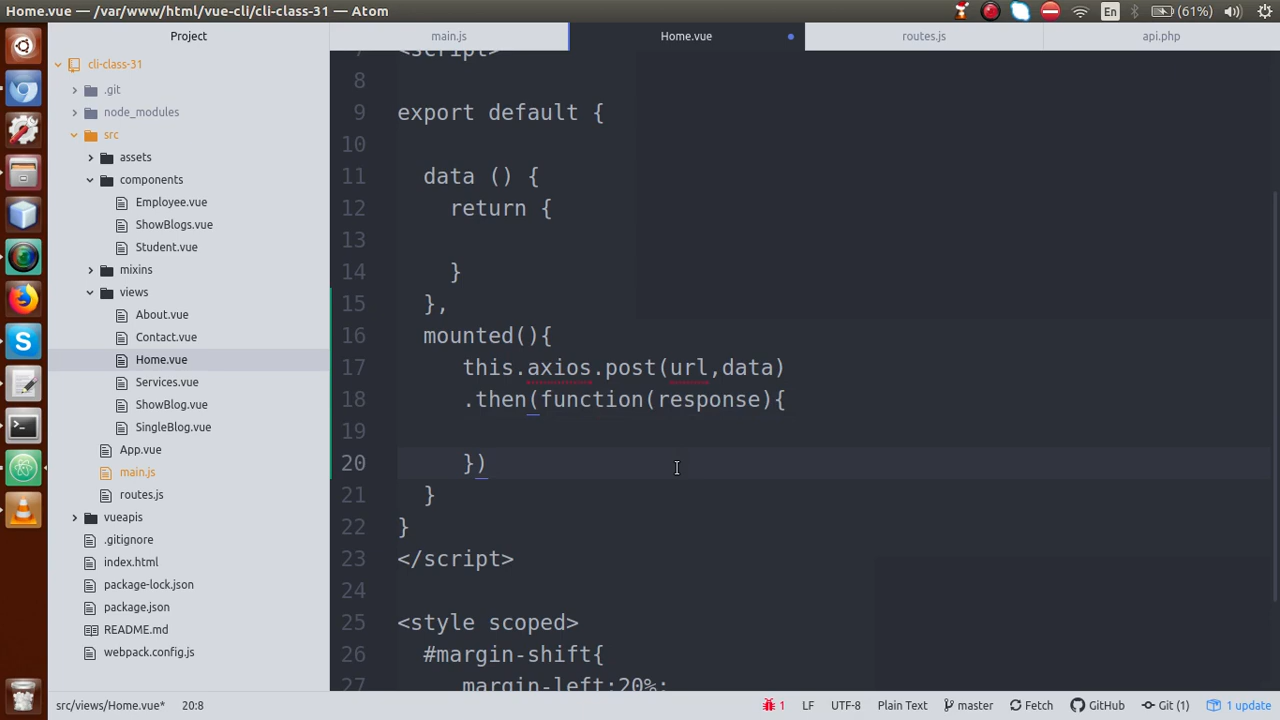 Home.vue — /var/www/html/vue-cli/cli-class-31 — Atom
En
(61%)
Project
main.js
Home.vue
routes.js
api.php
cli-class-31
.git
node_modules
src
assets
components
Employee.vue
ShowBlogs.vue
Student.vue
mixins
views
About.vue
Contact.vue
Home.vue
Services.vue
ShowBlog.vue
SingleBlog.vue
App.vue
main.js
routes.js
vueapis
.gitignore
index.html
package-lock.json
package.json
README.md
webpack.config.js
7 <script>
8
9 export default {
10
11 data () {
12 return {
13
14 }
15 },
16 mounted(){
17 this.axios.post(url,data)
18 .then(function(response){
19
20 })
21 }
22 }
23 </script>
24
25 <style scoped>
26 #margin-shift{
27 margin-left:20%;
src/views/Home.vue* 20:8
1 LF UTF-8 Plain Text master Fetch GitHub Git (1) 1 update